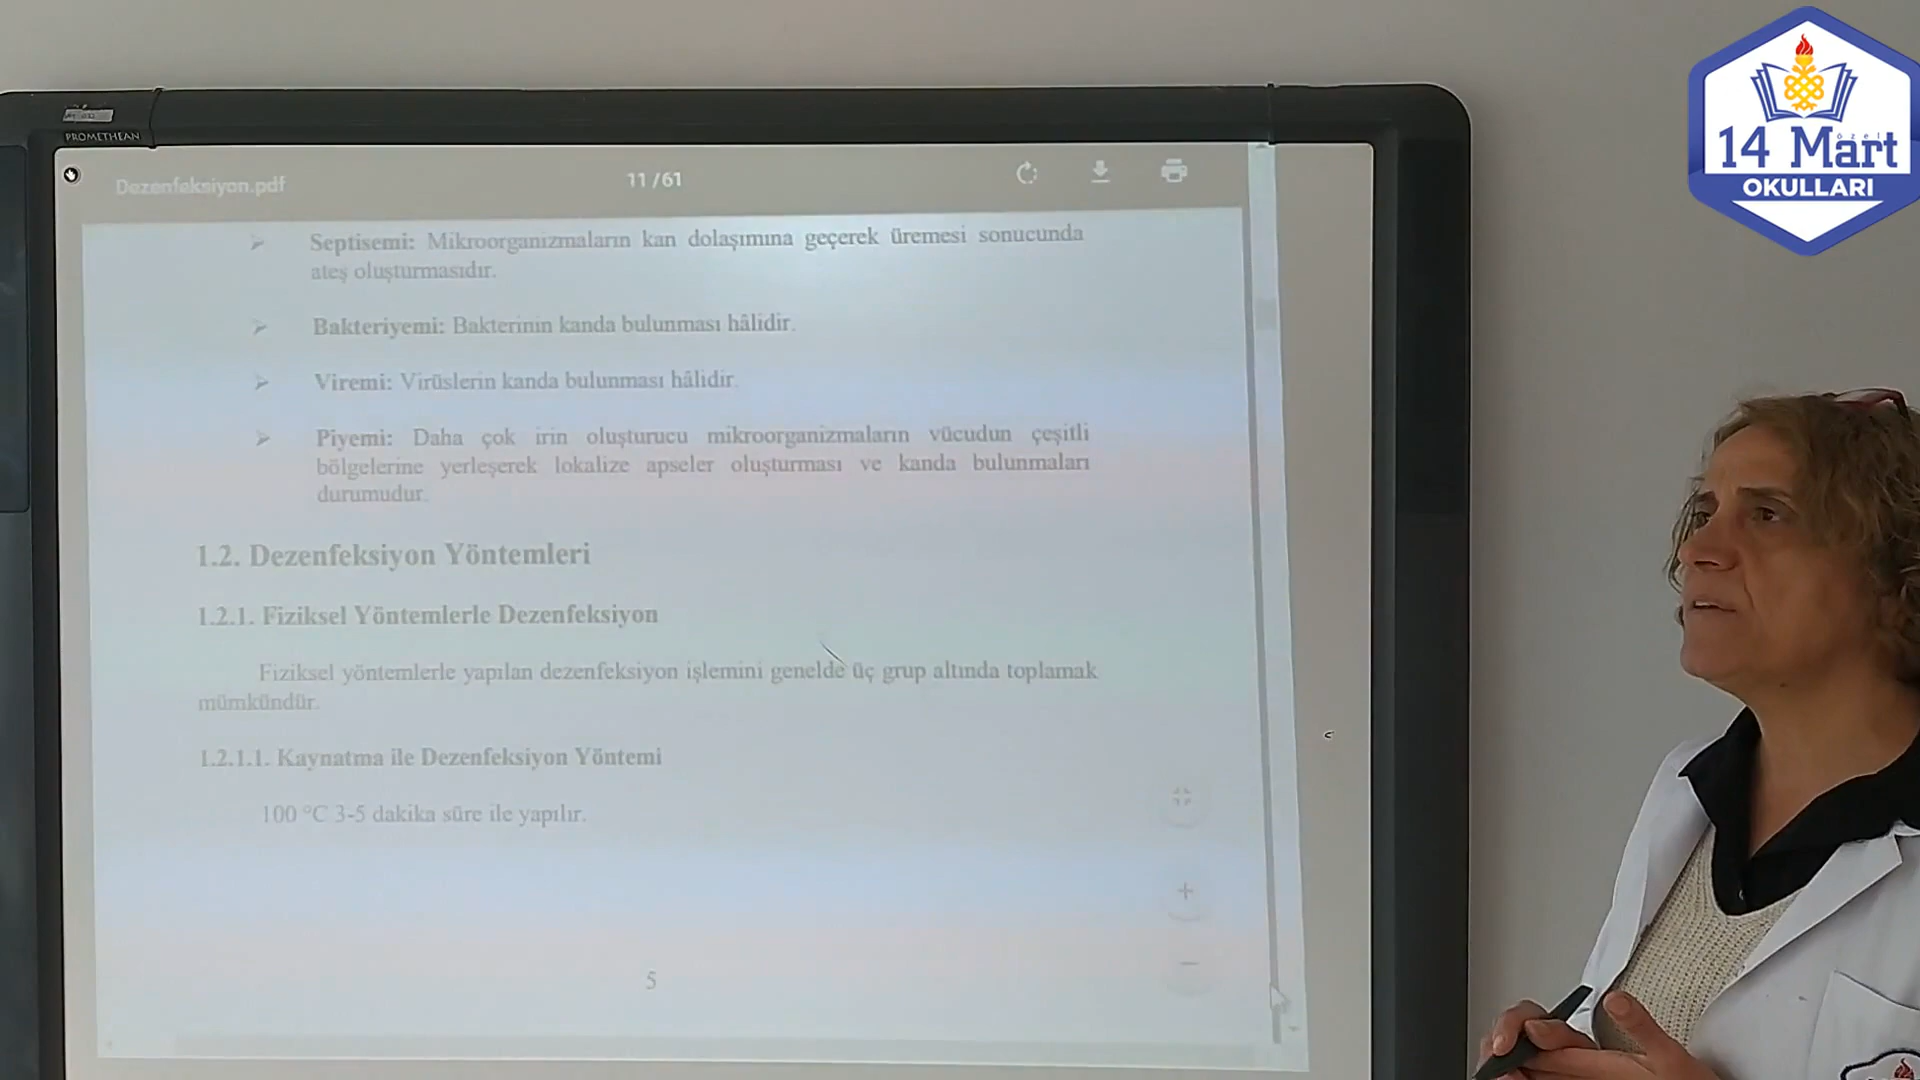 PROMETHEAN
Dezenfeksiyon.pdf
11 /61
Septisemi: Mikroorganizmaların kan dolaşımına geçerek üremesi sonucunda
ateş oluşturmasıdır.
Bakteriyemi: Bakterinin kanda bulunması hâlidir.
Viremi: Virüslerin kanda bulunması hâlidir.
Piyemi: Daha çok irin oluşturucu mikroorganizmaların vücudun çeşitli
bölgelerine yerleşerek lokalize apseler oluşturması ve kanda bulunmaları
durumudur.
1.2. Dezenfeksiyon Yöntemleri
1.2.1. Fiziksel Yöntemlerle Dezenfeksiyon
Fiziksel yöntemlerle yapılan dezenfeksiyon işlemini genelde üç grup altında toplamak
mümkündür.
1.2.1.1. Kaynatma ile Dezenfeksiyon Yöntemi
100 °C 3-5 dakika süre ile yapılır.
5
özel
14 Mart
OKULLARI